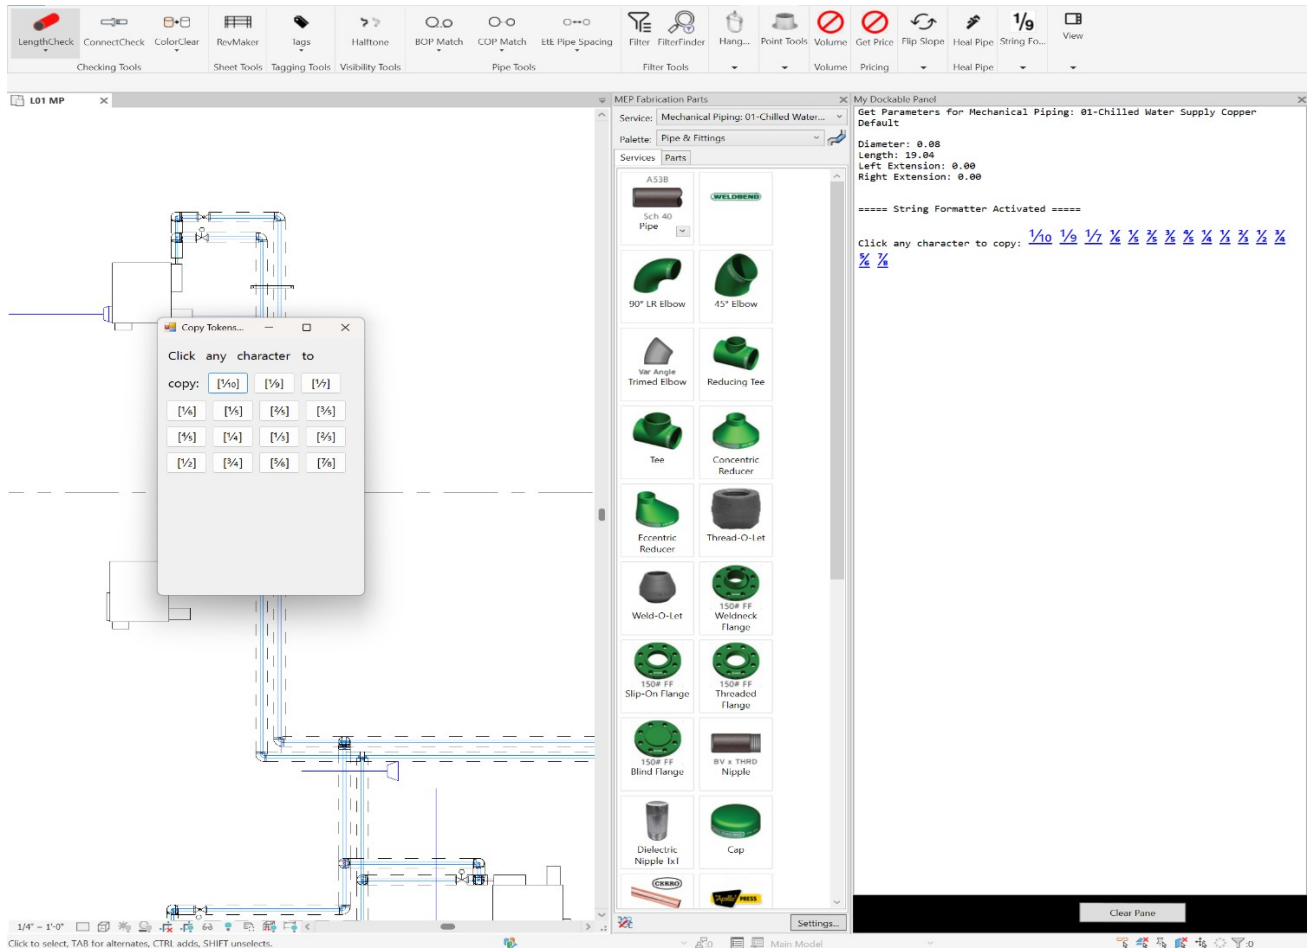 LengthCheck ConnectCheck ColorClear RevMaker Tags Halftone BOP Match COP Match EtE Pipe Spacing Filter FilterFinder Hang... Point Tools Volume Get Price Flip Slope Heal Pipe 1/9 String Fo... View
Checking Tools Sheet Tools Tagging Tools Visibility Tools Pipe Tools Filter Tools Volume Pricing Heal Pipe
L01 MP
MEP Fabrication Parts
Service: Mechanical Piping: 01-Chilled Water...
Palette: Pipe & Fittings
Services Parts
A53B
Sch 40
Pipe
WELDBEND
90° LR Elbow 45° Elbow
Var Angle
Trimed Elbow Reducing Tee
Tee Concentric
Reducer
Eccentric
Reducer Thread-O-Let
Weld-O-Let 150# FF
Weldneck
Flange
150# FF
Slip-On Flange 150# FF
Threaded
Flange
150# FF
Blind Flange BV x THRD
Nipple
Dielectric
Nipple 1x1 Cap
CERRO Apollo PRESS
Settings...
My Dockable Panel
Get Parameters for Mechanical Piping: 01-Chilled Water Supply Copper
Default
Diameter: 0.08
Length: 19.04
Left Extension: 0.00
Right Extension: 0.00
===== String Formatter Activated =====
Click any character to copy: ⅒ ⅑ ⅐ ⅙ ⅕ ⅖ ⅗ ⅘ ¼ ⅓ ⅔ ½ ¾
⅚ ⅞
Clear Pane
Copy Tokens...
Click any character to
copy: [⅒] [⅑] [⅐]
[⅙] [⅕] [⅖] [⅗]
[⅘] [¼] [⅓] [⅔]
[½] [¾] [⅚] [⅞]
1/4" = 1'-0"
Click to select, TAB for alternates, CTRL adds, SHIFT unselects. :0 Main Model :0